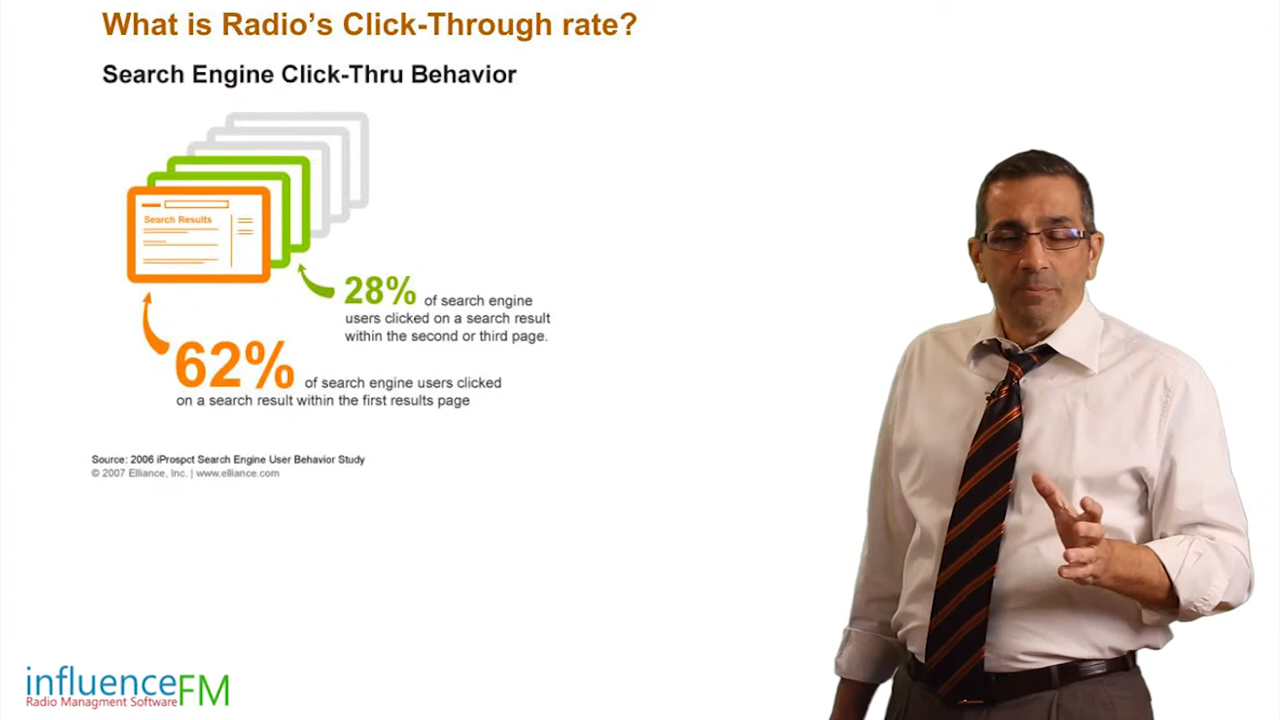 What is Radio's Click-Through rate?
Search Engine Click-Thru Behavior
Search Results
28% of search engine
users clicked on a search result
within the second or third page.
62% of search engine users clicked
on a search result within the first results page
Source: 2006 iProspct Search Engine User Behavior Study
© 2007 Elliance, Inc. | www.elliance.com
influenceFM
Radio Managment Software